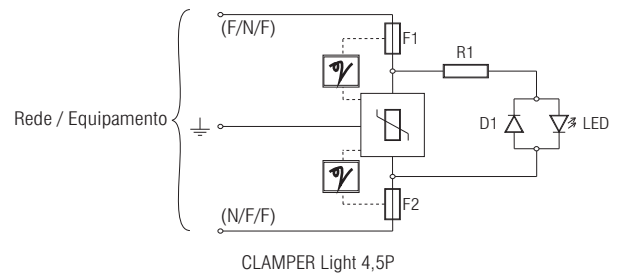 (F/N/F)
F1
R1
Rede / Equipamento
D1
LED
F2
(N/F/F)
CLAMPER Light 4,5P